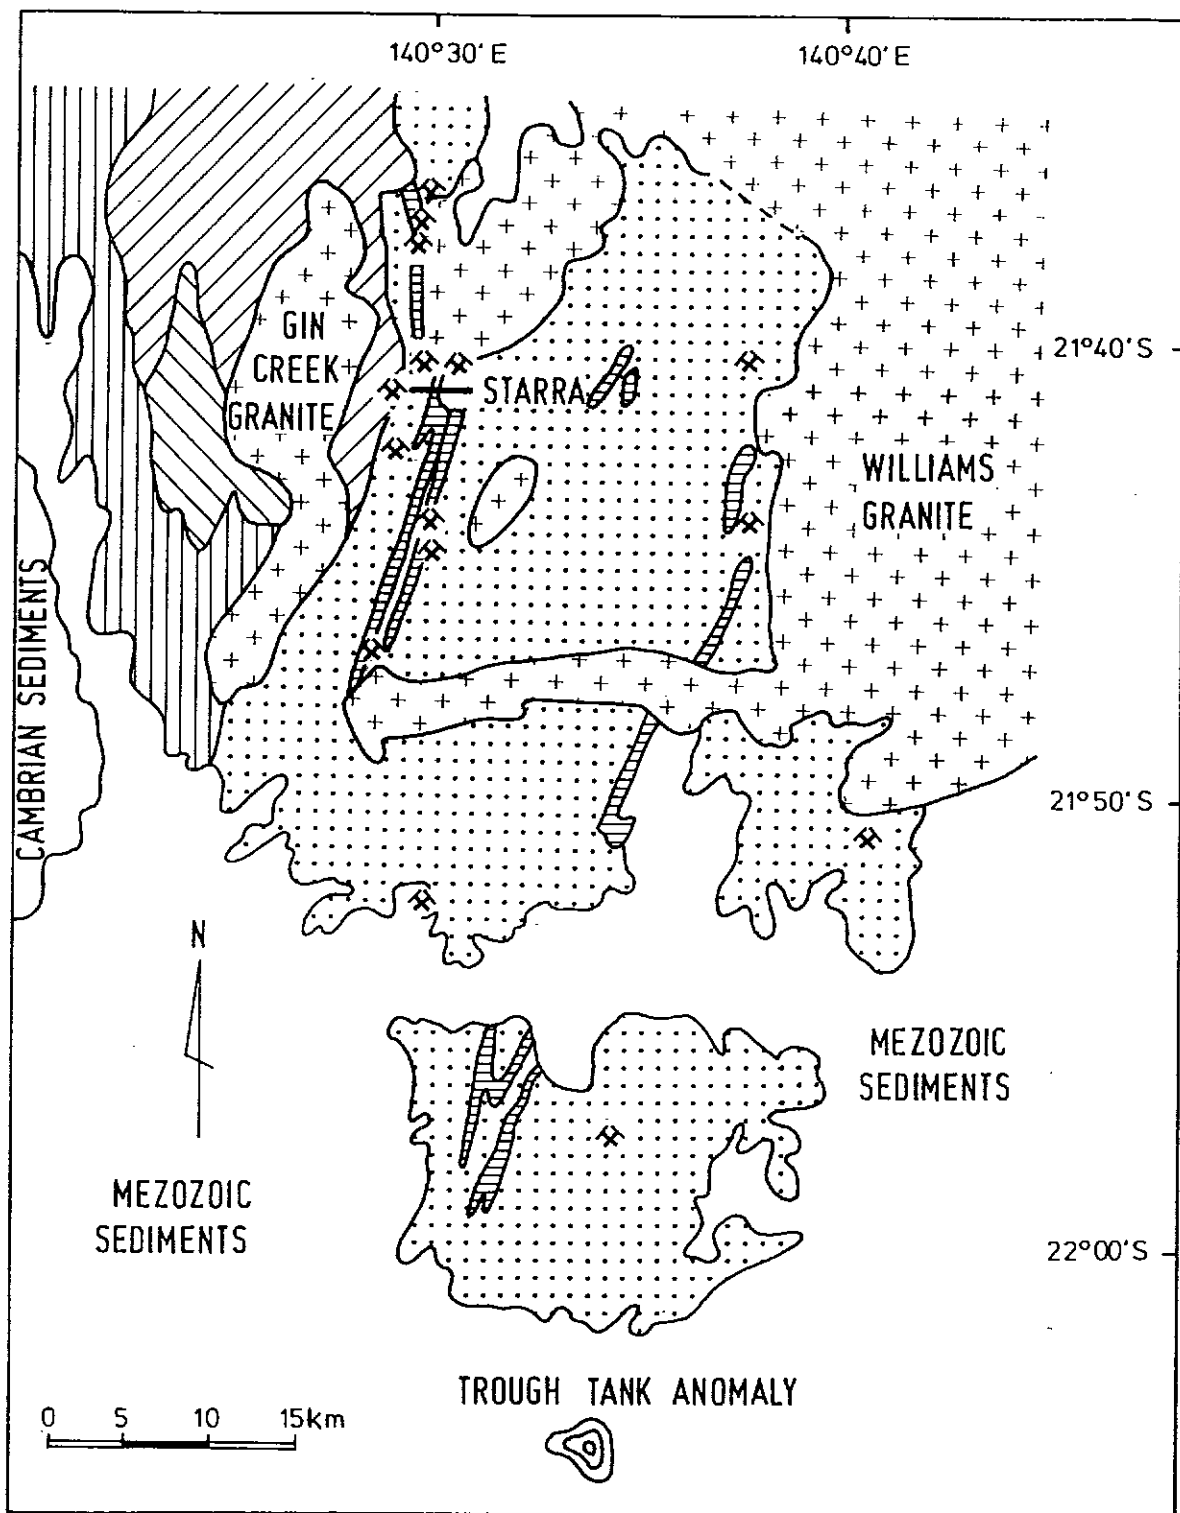 140°30'E
140°40'E
21°40'S
GIN
CREEK
GRANITE
STARRA
WILLIAMS
GRANITE
CAMBRIAN SEDIMENTS
21°50'S
N
MEZOZOIC
SEDIMENTS
MEZOZOIC
SEDIMENTS
22°00'S
TROUGH TANK ANOMALY
0 5 10 15km